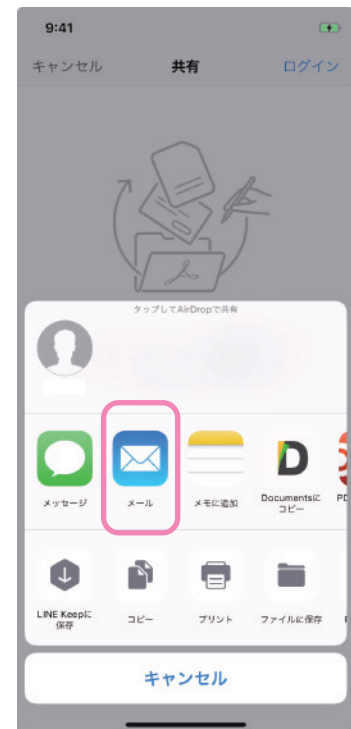 9:41
キャンセル 共有 ログイン
タップしてAirDropで共有
メッセージ メール メモに追加 Documentsに
コピー
LINE Keepに
保存
コピー プリント ファイルに保存
キャンセル